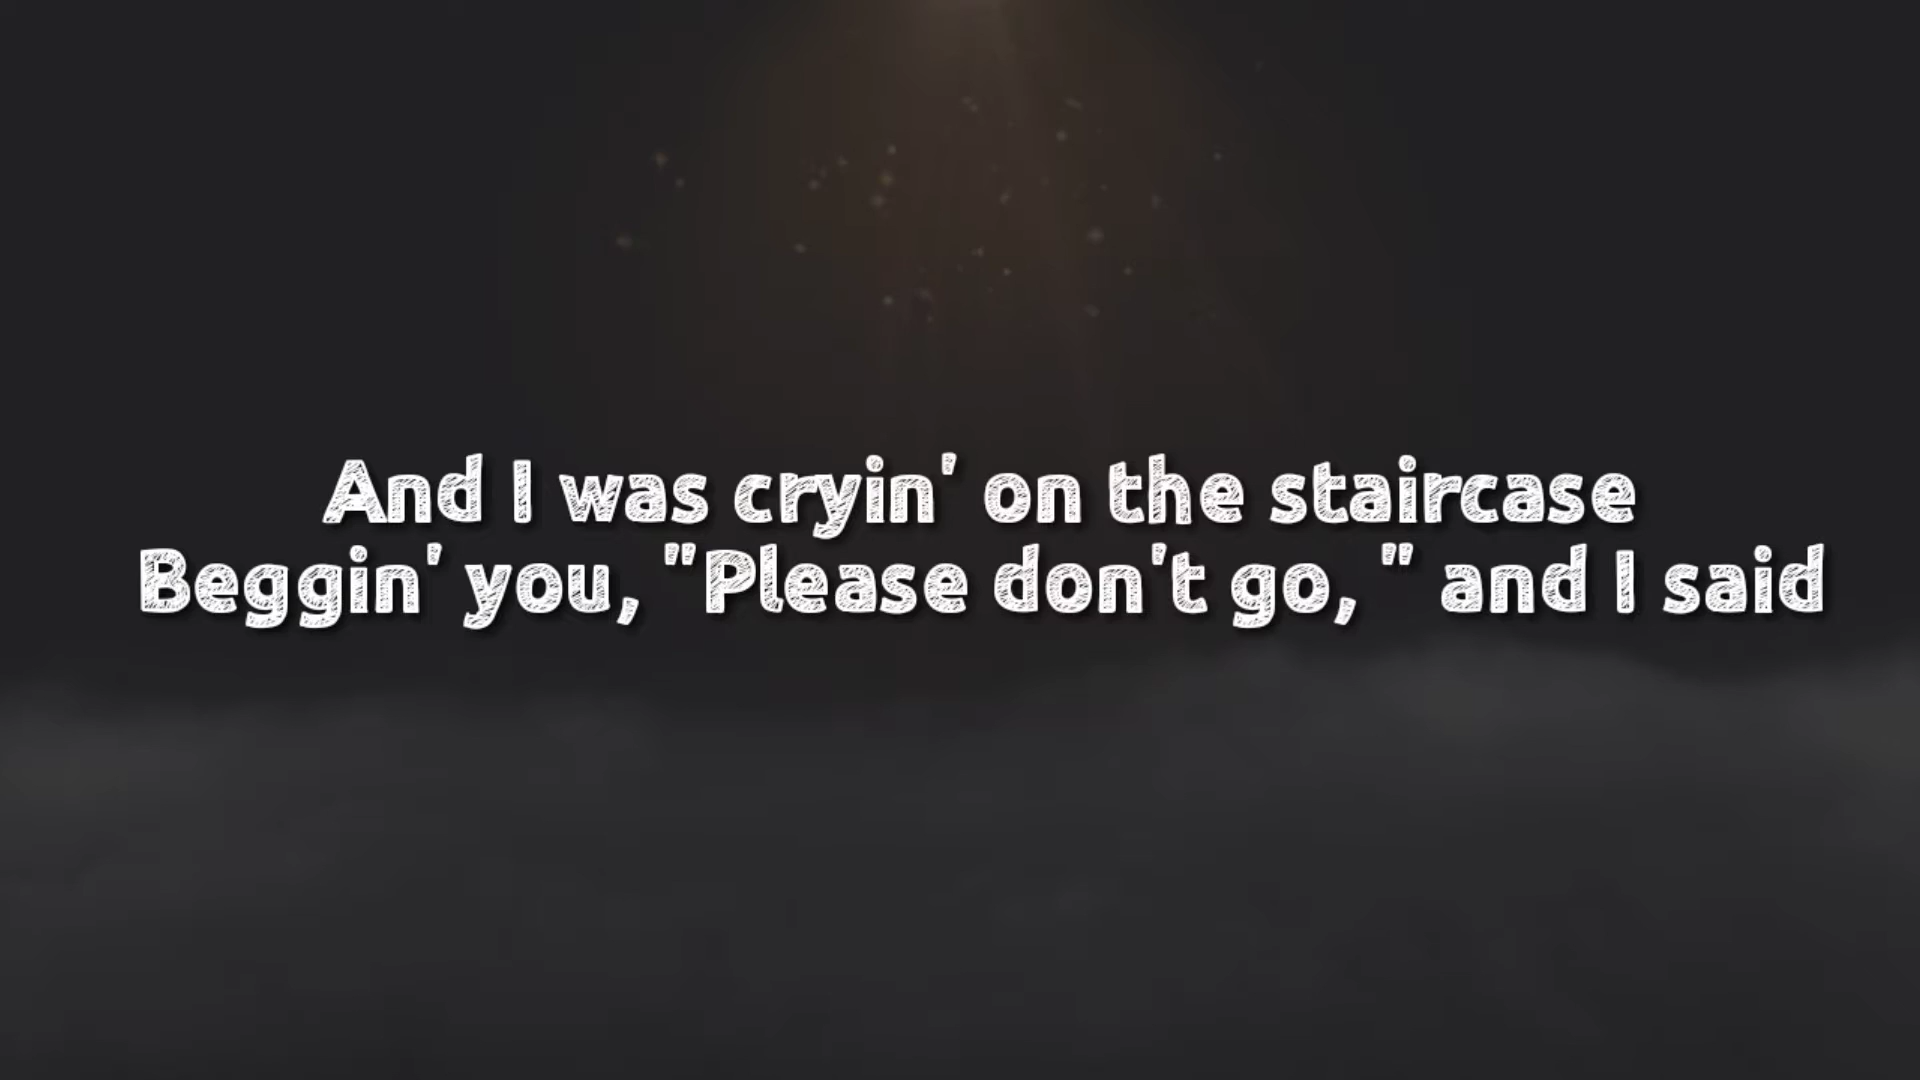 And I was cryin' on the staircase
Beggin' you, "Please don't go, " and I said